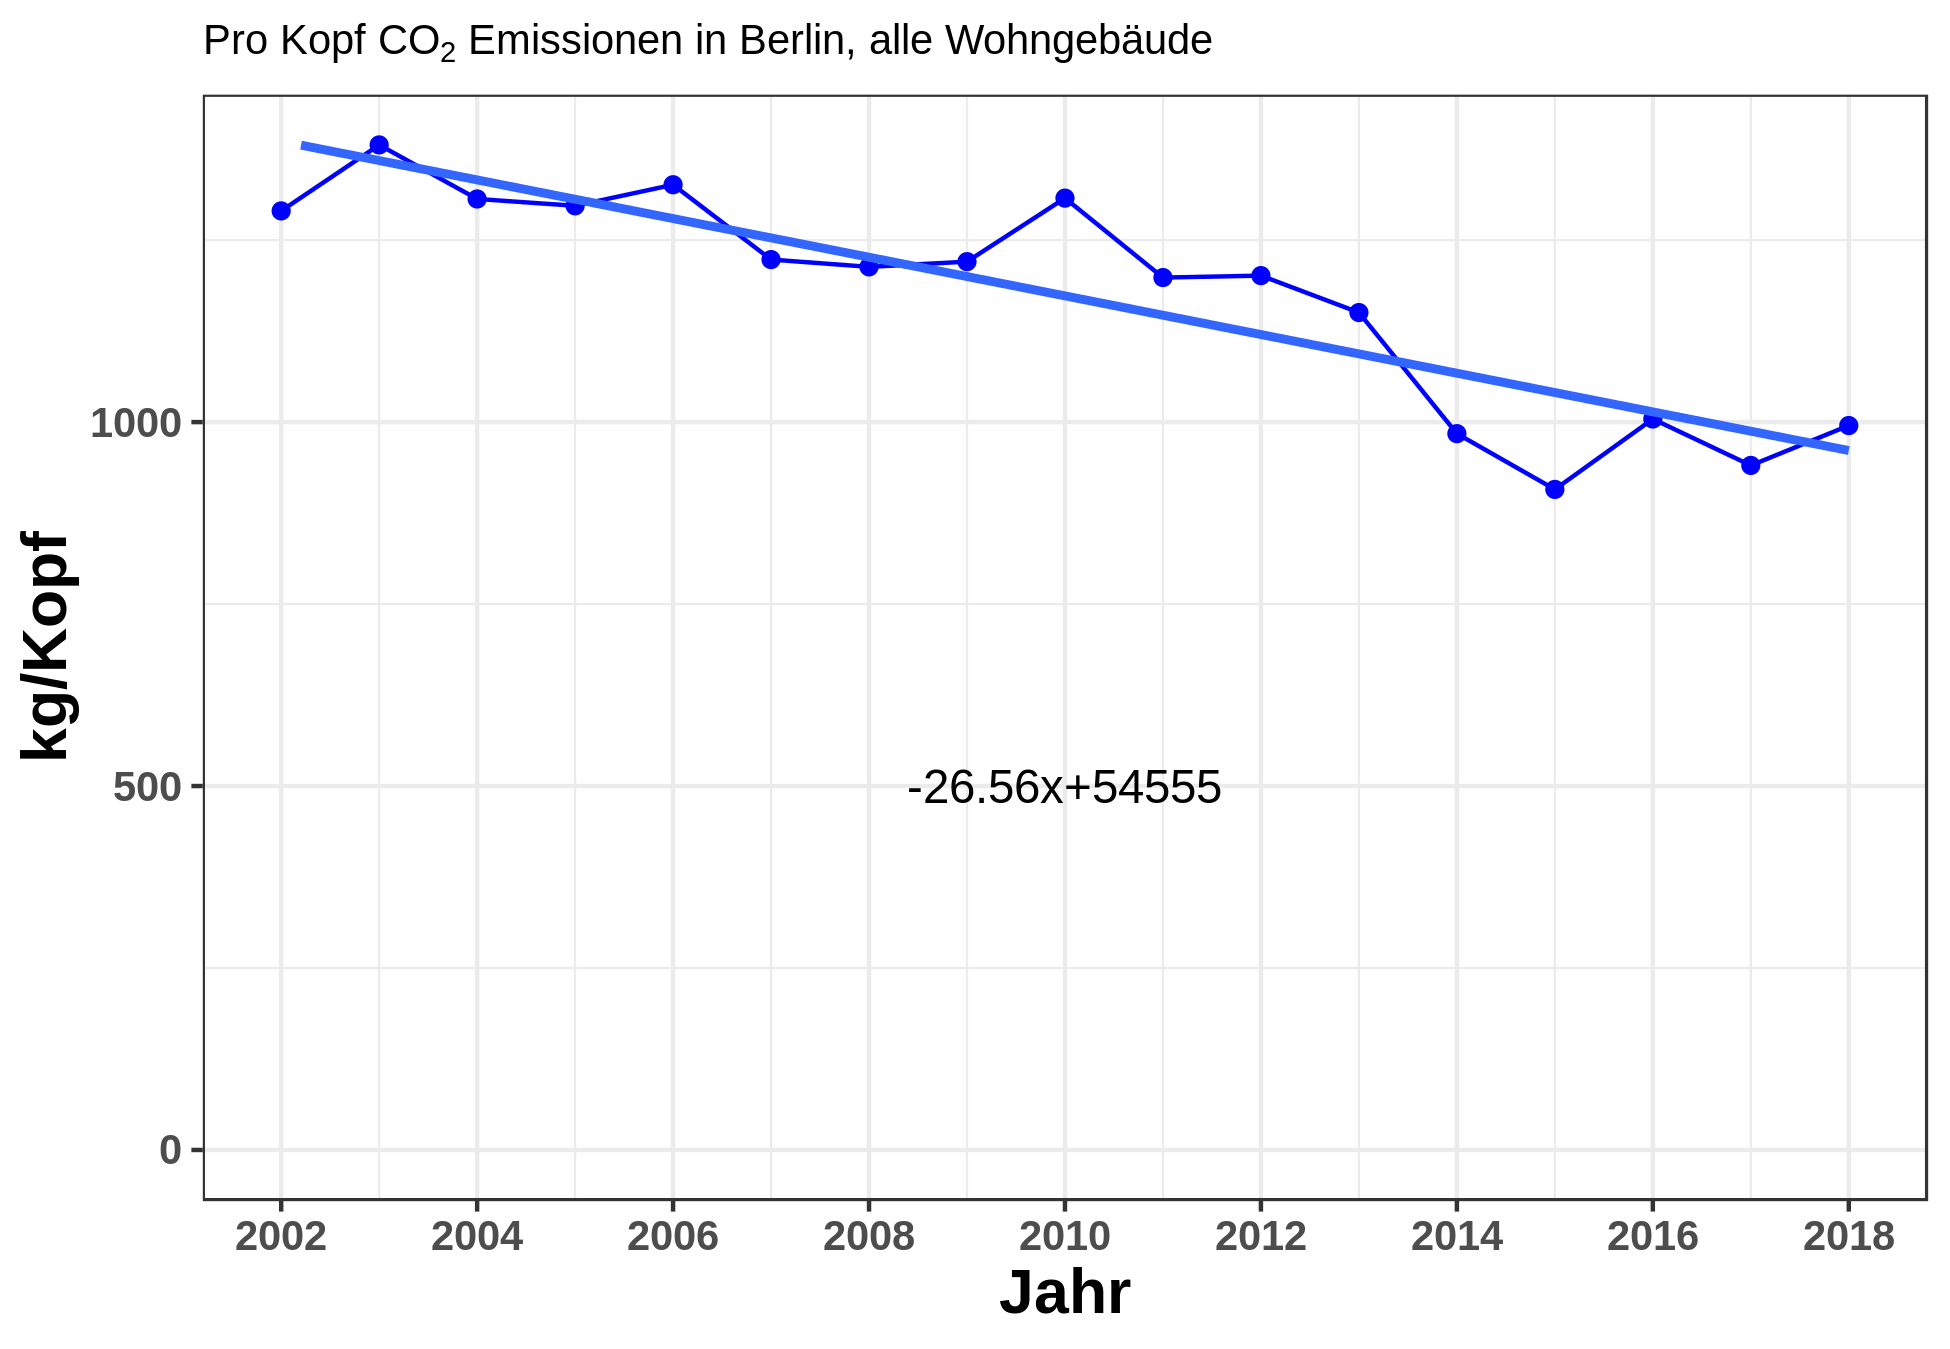 Pro Kopf CO₂ Emissionen in Berlin, alle Wohngebäude
kg/Kopf
1000
500
0
-26.56x+54555
2002 2004 2006 2008 2010 2012 2014 2016 2018
Jahr